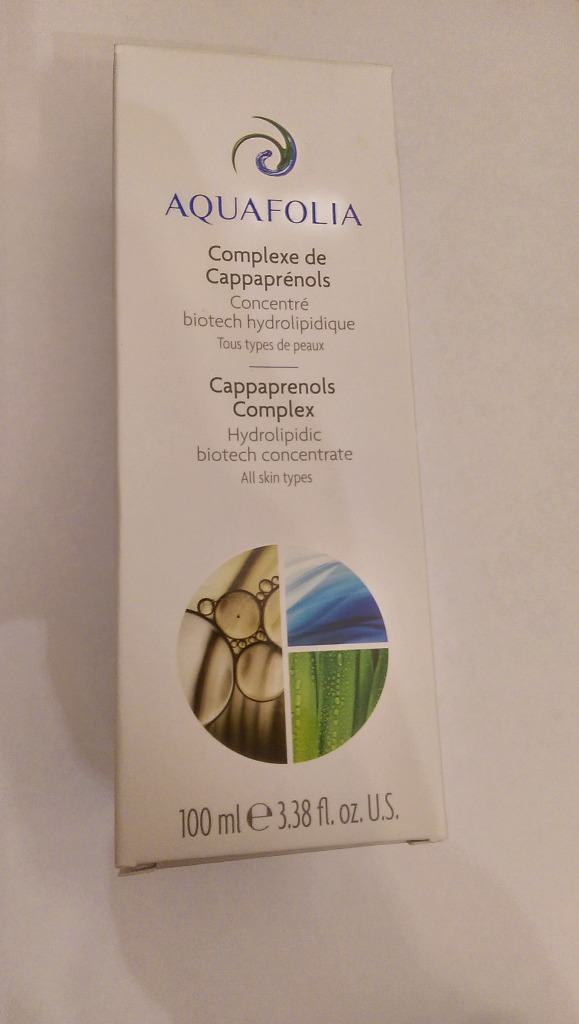 AQUAFOLIA
Complexe de
Cappaprénols
Concentré
biotech hydrolipidique
Tous types de peaux
Cappaprenols
Complex
Hydrolipidic
biotech concentrate
All skin types
100 ml ℮ 3.38 fl. oz. U.S.